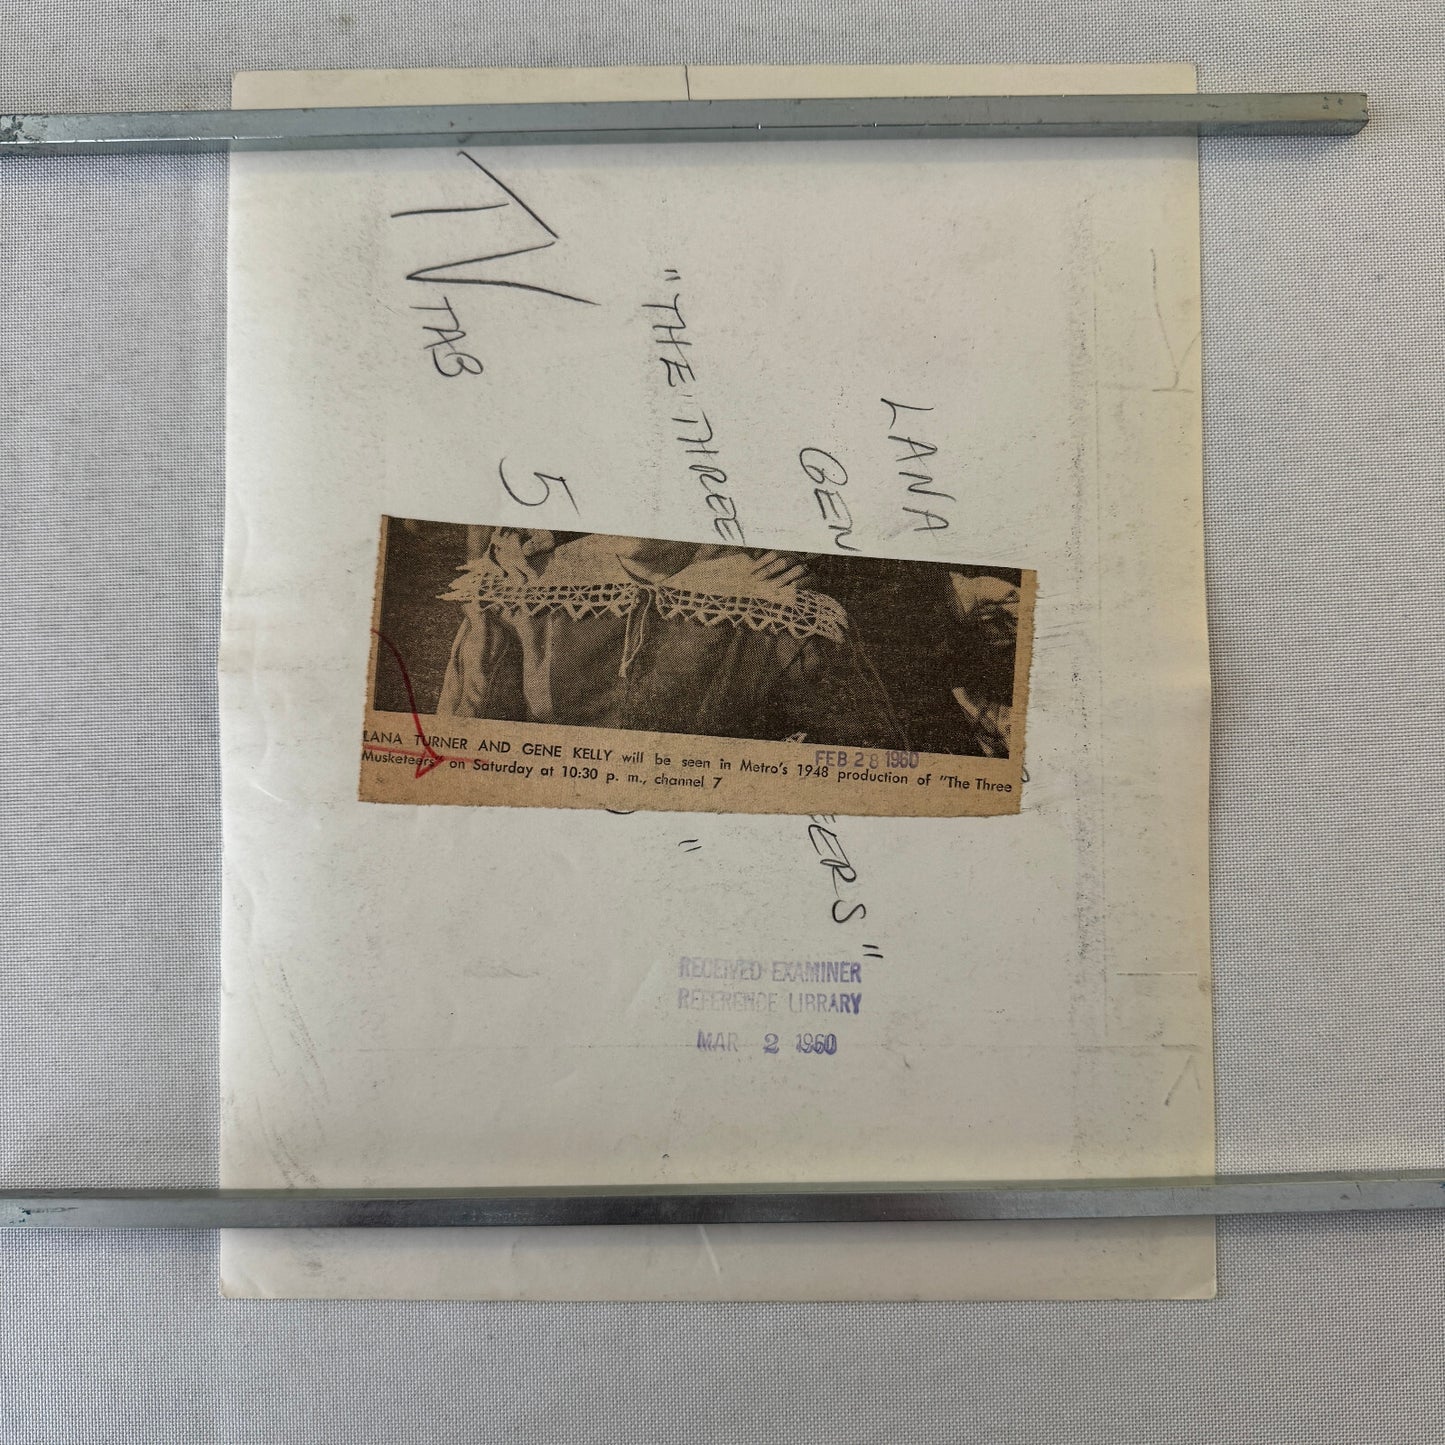 TV
TAB
5
"THE THREE
EERS"
LANA
GEN
"
LANA TURNER AND GENE KELLY will be seen in Metro's 1948 production of "The Three
Musketeers" on Saturday at 10:30 p. m., channel 7
FEB 28 1960
RECEIVED EXAMINER
REFERENCE LIBRARY
MAR 2 1960